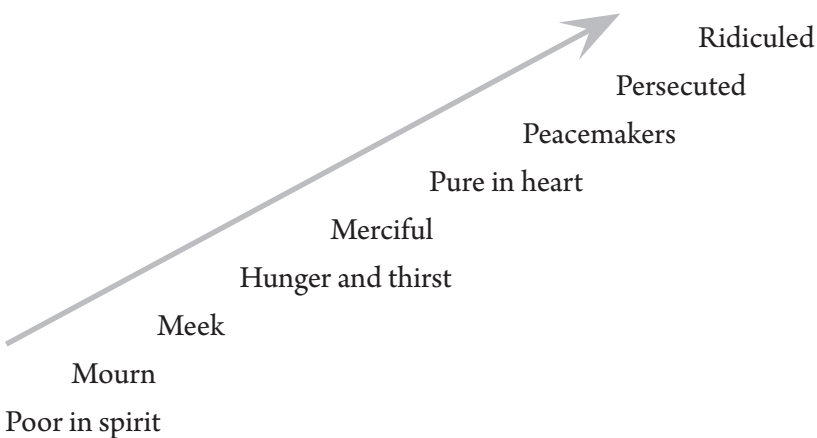 Ridiculed
Persecuted
Peacemakers
Pure in heart
Merciful
Hunger and thirst
Meek
Mourn
Poor in spirit